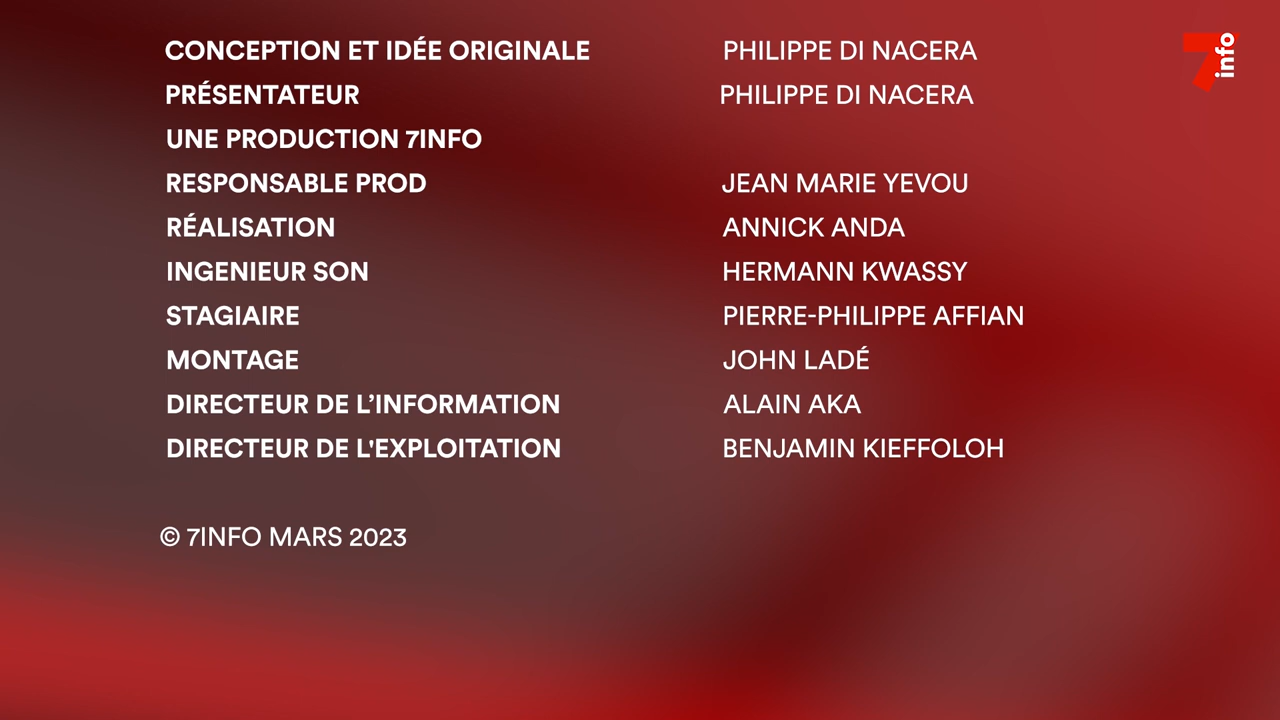 CONCEPTION ET IDÉE ORIGINALE PHILIPPE DI NACERA
PRÉSENTATEUR PHILIPPE DI NACERA
UNE PRODUCTION 7INFO
RESPONSABLE PROD JEAN MARIE YEVOU
RÉALISATION ANNICK ANDA
INGENIEUR SON HERMANN KWASSY
STAGIAIRE PIERRE-PHILIPPE AFFIAN
MONTAGE JOHN LADÉ
DIRECTEUR DE L’INFORMATION ALAIN AKA
DIRECTEUR DE L'EXPLOITATION BENJAMIN KIEFFOLOH
© 7INFO MARS 2023
7info